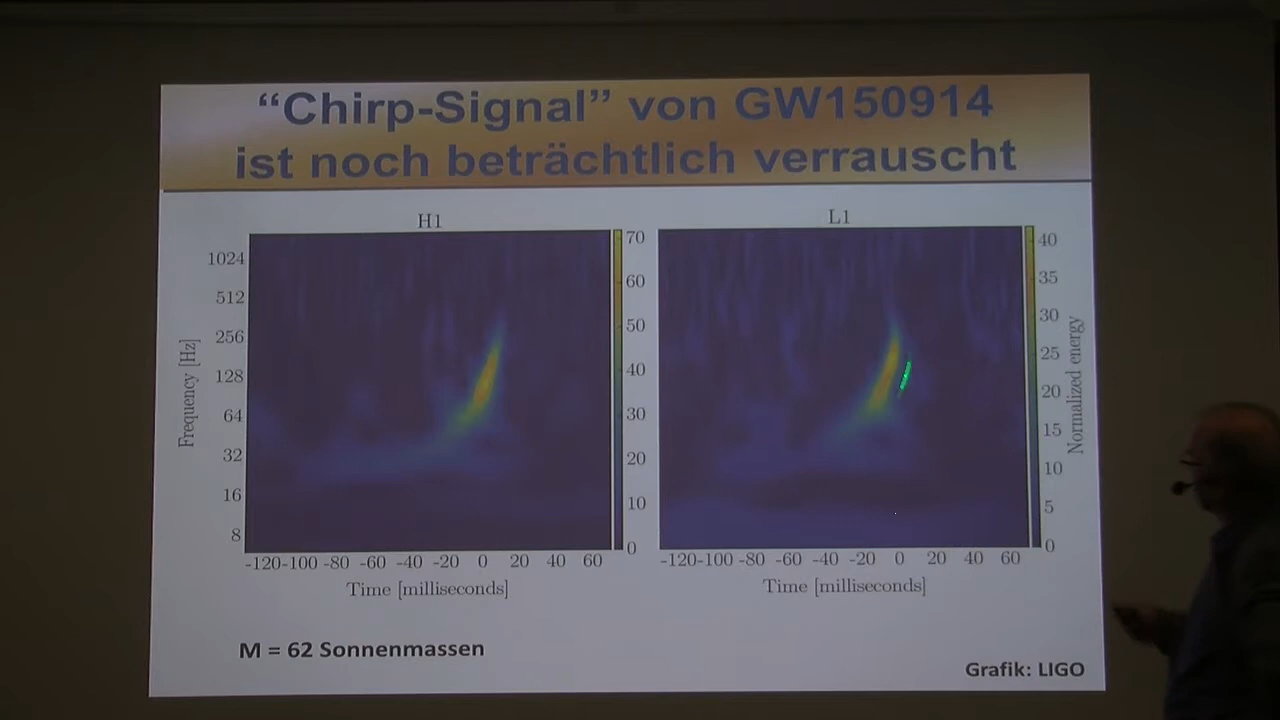 “Chirp-Signal” von GW150914
ist noch beträchtlich verrauscht
H1
Frequency [Hz]
1024
512
256
128
64
32
16
8
-120 -100 -80 -60 -40 -20 0 20 40 60
Time [milliseconds]
70
60
50
40
30
20
10
0
L1
-120 -100 -80 -60 -40 -20 0 20 40 60
Time [milliseconds]
40
35
30
25
20
15
10
5
0
Normalized energy
M = 62 Sonnenmassen
Grafik: LIGO